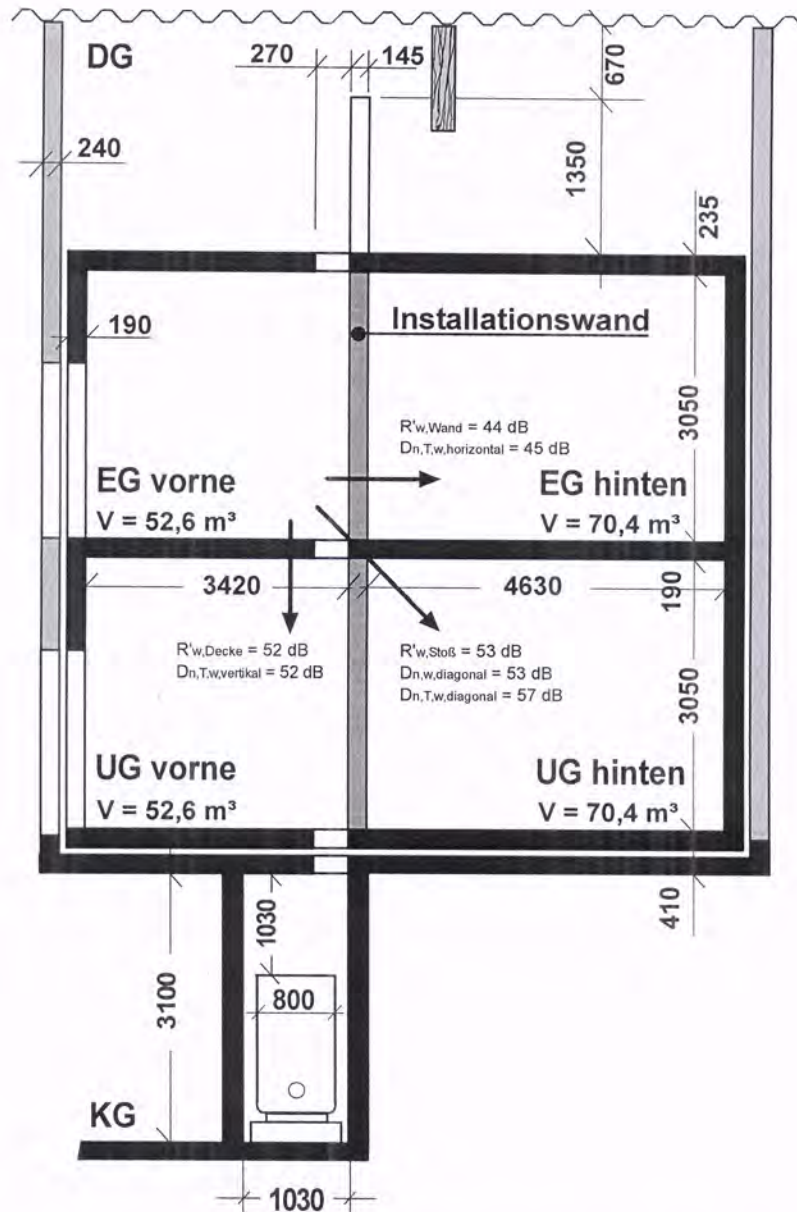 DG
270
145
670
240
1350
235
190
Installationswand
R'w,Wand = 44 dB
Dn,T,w,horizontal = 45 dB
3050
EG vorne
V = 52,6 m³
EG hinten
V = 70,4 m³
3420
4630
190
R'w,Decke = 52 dB
Dn,T,w,vertikal = 52 dB
R'w,Stoß = 53 dB
Dn,w,diagonal = 53 dB
Dn,T,w,diagonal = 57 dB
3050
UG vorne
V = 52,6 m³
UG hinten
V = 70,4 m³
410
1030
3100
800
KG
1030